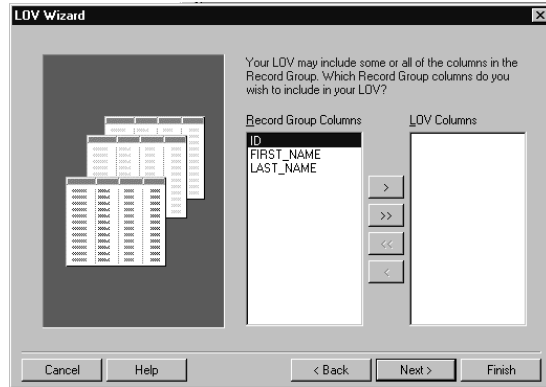 LOV Wizard
Your LOV may include some or all of the columns in the
Record Group. Which Record Group columns do you
wish to include in your LOV?
Record Group Columns
LOV Columns
ID
FIRST_NAME
LAST_NAME
>
>>
<<
<
Cancel
Help
< Back
Next >
Finish